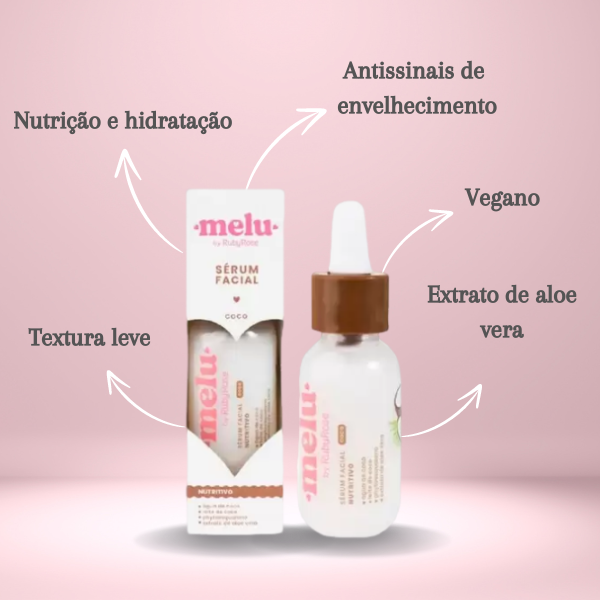 Antissinais de
envelhecimento
Nutrição e hidratação
Vegano
Extrato de aloe
vera
Textura leve
melu
by RubyRose
SÉRUM
FACIAL
COCO
melu
by RubyRose
SÉRUM FACIAL
NUTRITIVO
NUTRITIVO
melu
by RubyRose
SÉRUM FACIAL
NUTRITIVO